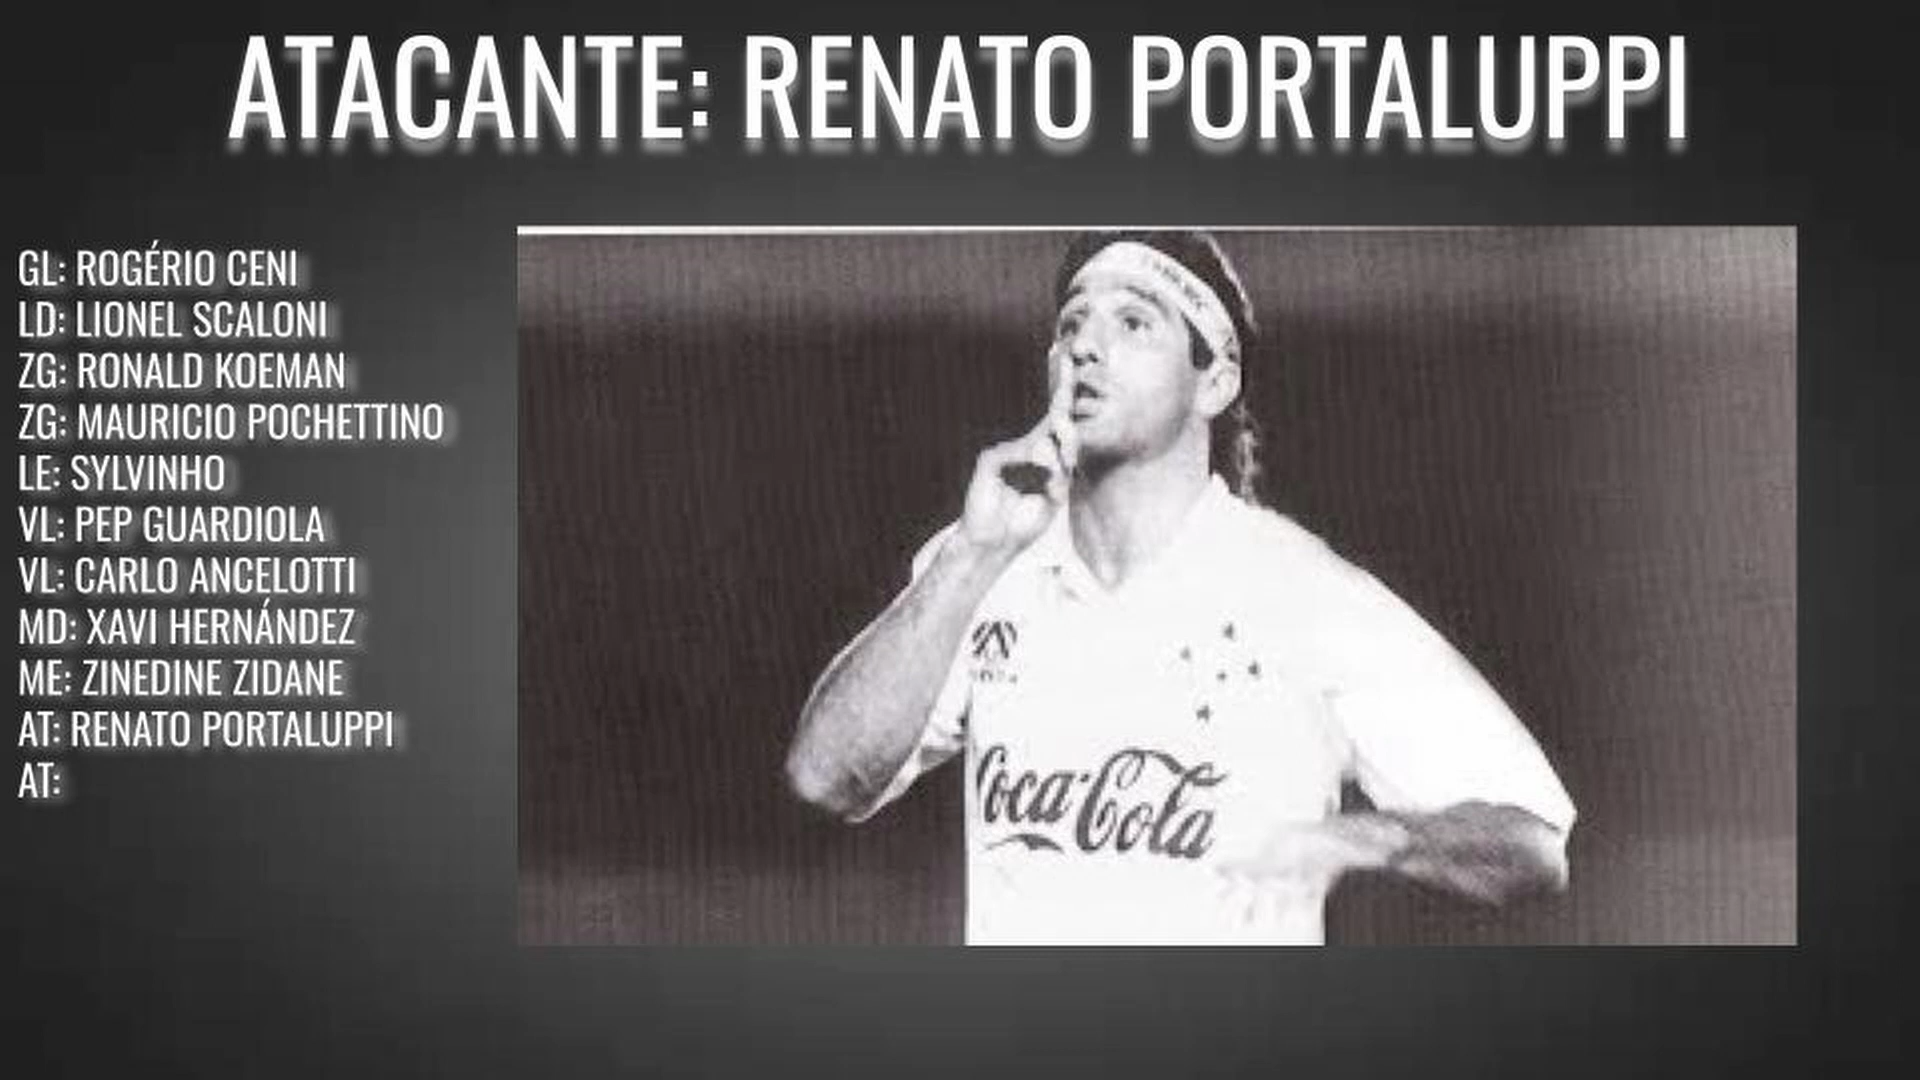 ATACANTE: RENATO PORTALUPPI
GL: ROGÉRIO CENI
LD: LIONEL SCALONI
ZG: RONALD KOEMAN
ZG: MAURICIO POCHETTINO
LE: SYLVINHO
VL: PEP GUARDIOLA
VL: CARLO ANCELOTTI
MD: XAVI HERNÁNDEZ
ME: ZINEDINE ZIDANE
AT: RENATO PORTALUPPI
AT:
Coca-Cola